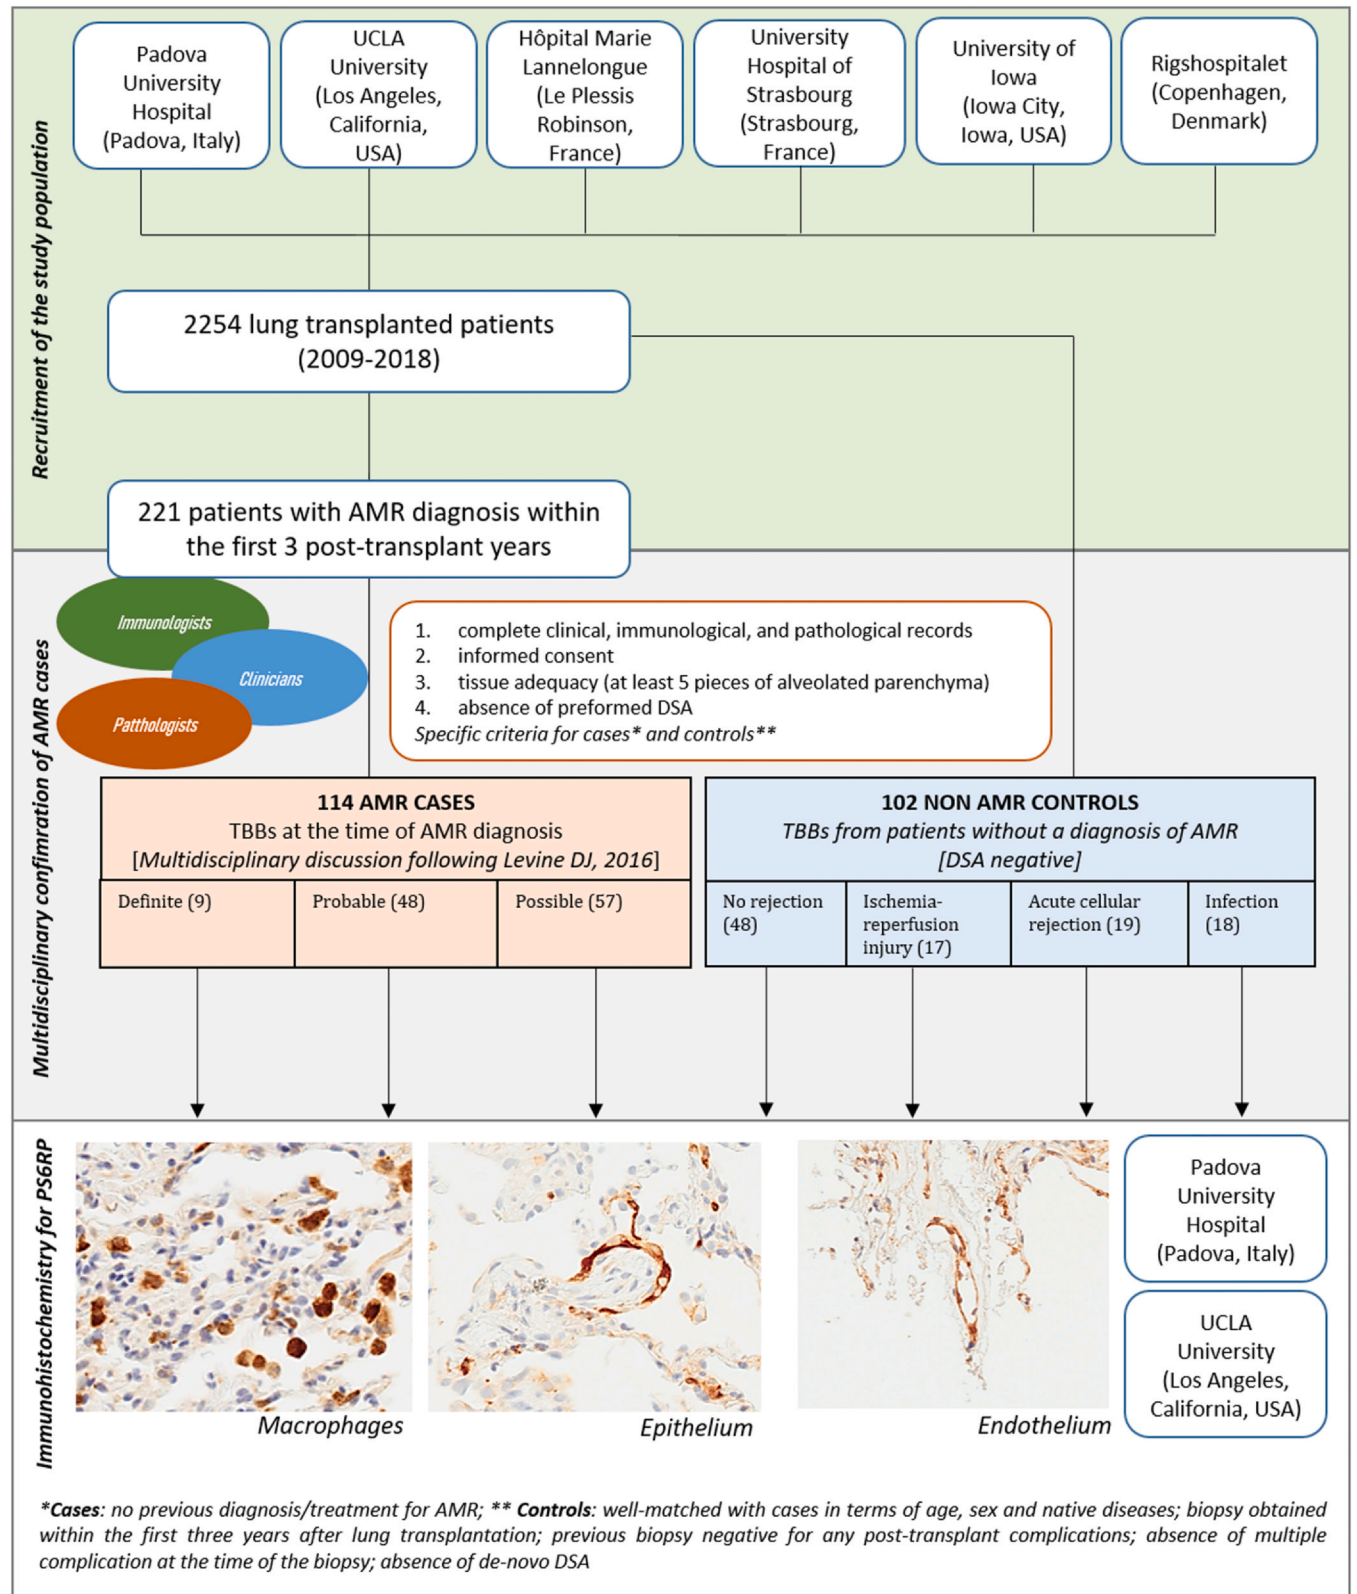 Recruitment of the study population
Padova
University
Hospital
(Padova, Italy)
UCLA
University
(Los Angeles,
California,
USA)
Hôpital Marie
Lannelongue
(Le Plessis
Robinson,
France)
University
Hospital of
Strasbourg
(Strasbourg,
France)
University of
Iowa
(Iowa City,
Iowa, USA)
Rigshospitalet
(Copenhagen,
Denmark)
2254 lung transplanted patients
(2009-2018)
221 patients with AMR diagnosis within
the first 3 post-transplant years
Multidisciplinary confimration of AMR cases
Immunologists
Clinicians
Patthologists
1. complete clinical, immunological, and pathological records
2. informed consent
3. tissue adequacy (at least 5 pieces of alveolated parenchyma)
4. absence of preformed DSA
Specific criteria for cases* and controls**
114 AMR CASES
TBBs at the time of AMR diagnosis
[Multidisciplinary discussion following Levine DJ, 2016]
Definite (9)
Probable (48)
Possible (57)
102 NON AMR CONTROLS
TBBs from patients without a diagnosis of AMR
[DSA negative]
No rejection
(48)
Ischemia-
reperfusion
injury (17)
Acute cellular
rejection (19)
Infection
(18)
Immunohistochemistry for PS6RP
Macrophages
Epithelium
Endothelium
Padova
University
Hospital
(Padova, Italy)
UCLA
University
(Los Angeles,
California, USA)
*Cases: no previous diagnosis/treatment for AMR; ** Controls: well-matched with cases in terms of age, sex and native diseases; biopsy obtained
within the first three years after lung transplantation; previous biopsy negative for any post-transplant complications; absence of multiple
complication at the time of the biopsy; absence of de-novo DSA